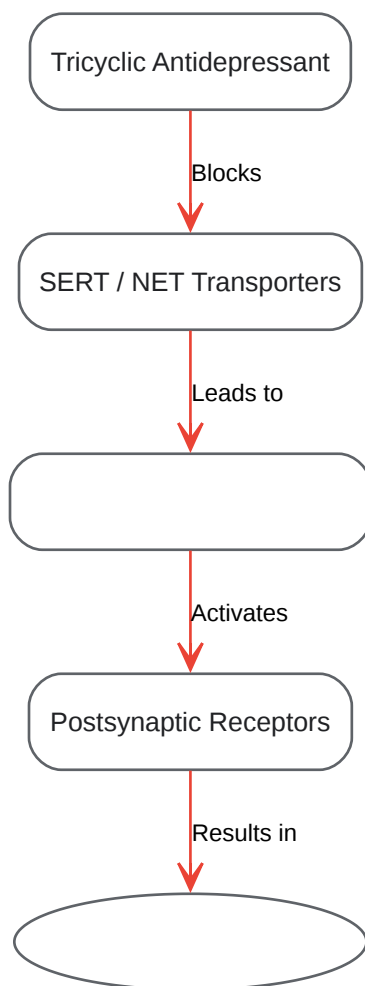 Tricyclic Antidepressant
Blocks
SERT / NET Transporters
Leads to
Activates
Postsynaptic Receptors
Results in